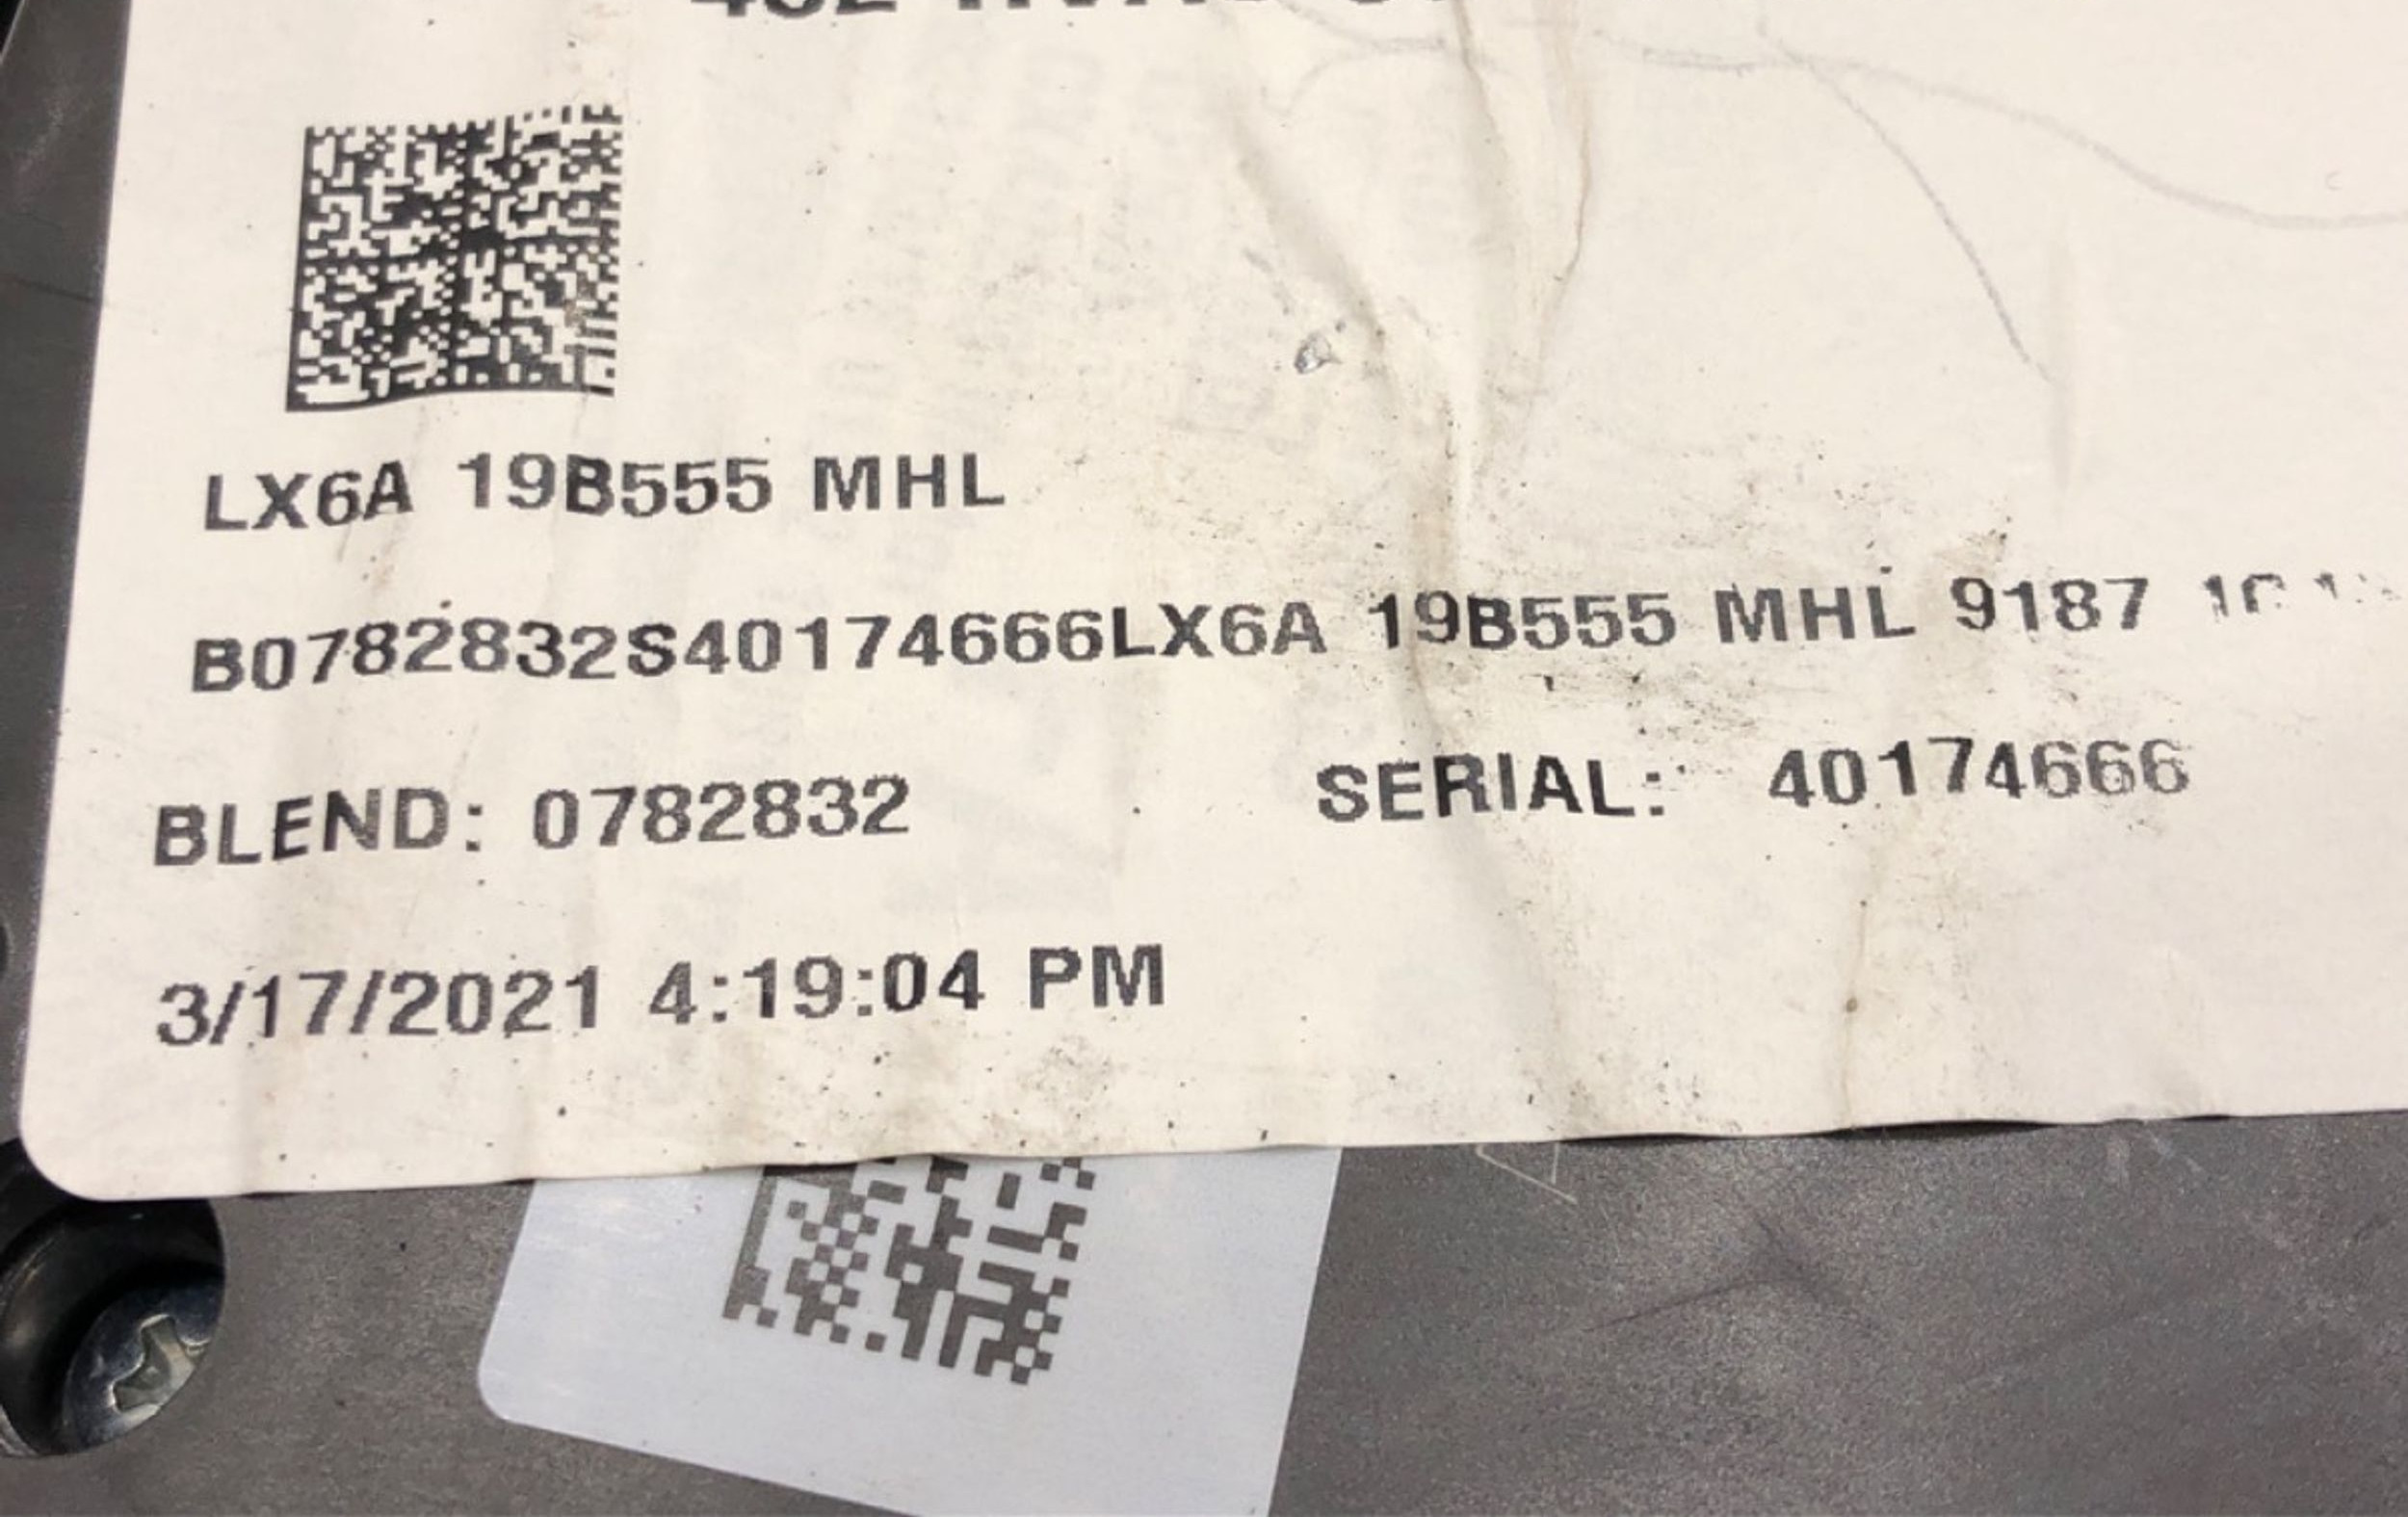 LX6A 19B555 MHL
B0782832S40174666LX6A 19B555 MHL 9187
BLEND: 0782832 SERIAL: 40174666
3/17/2021 4:19:04 PM